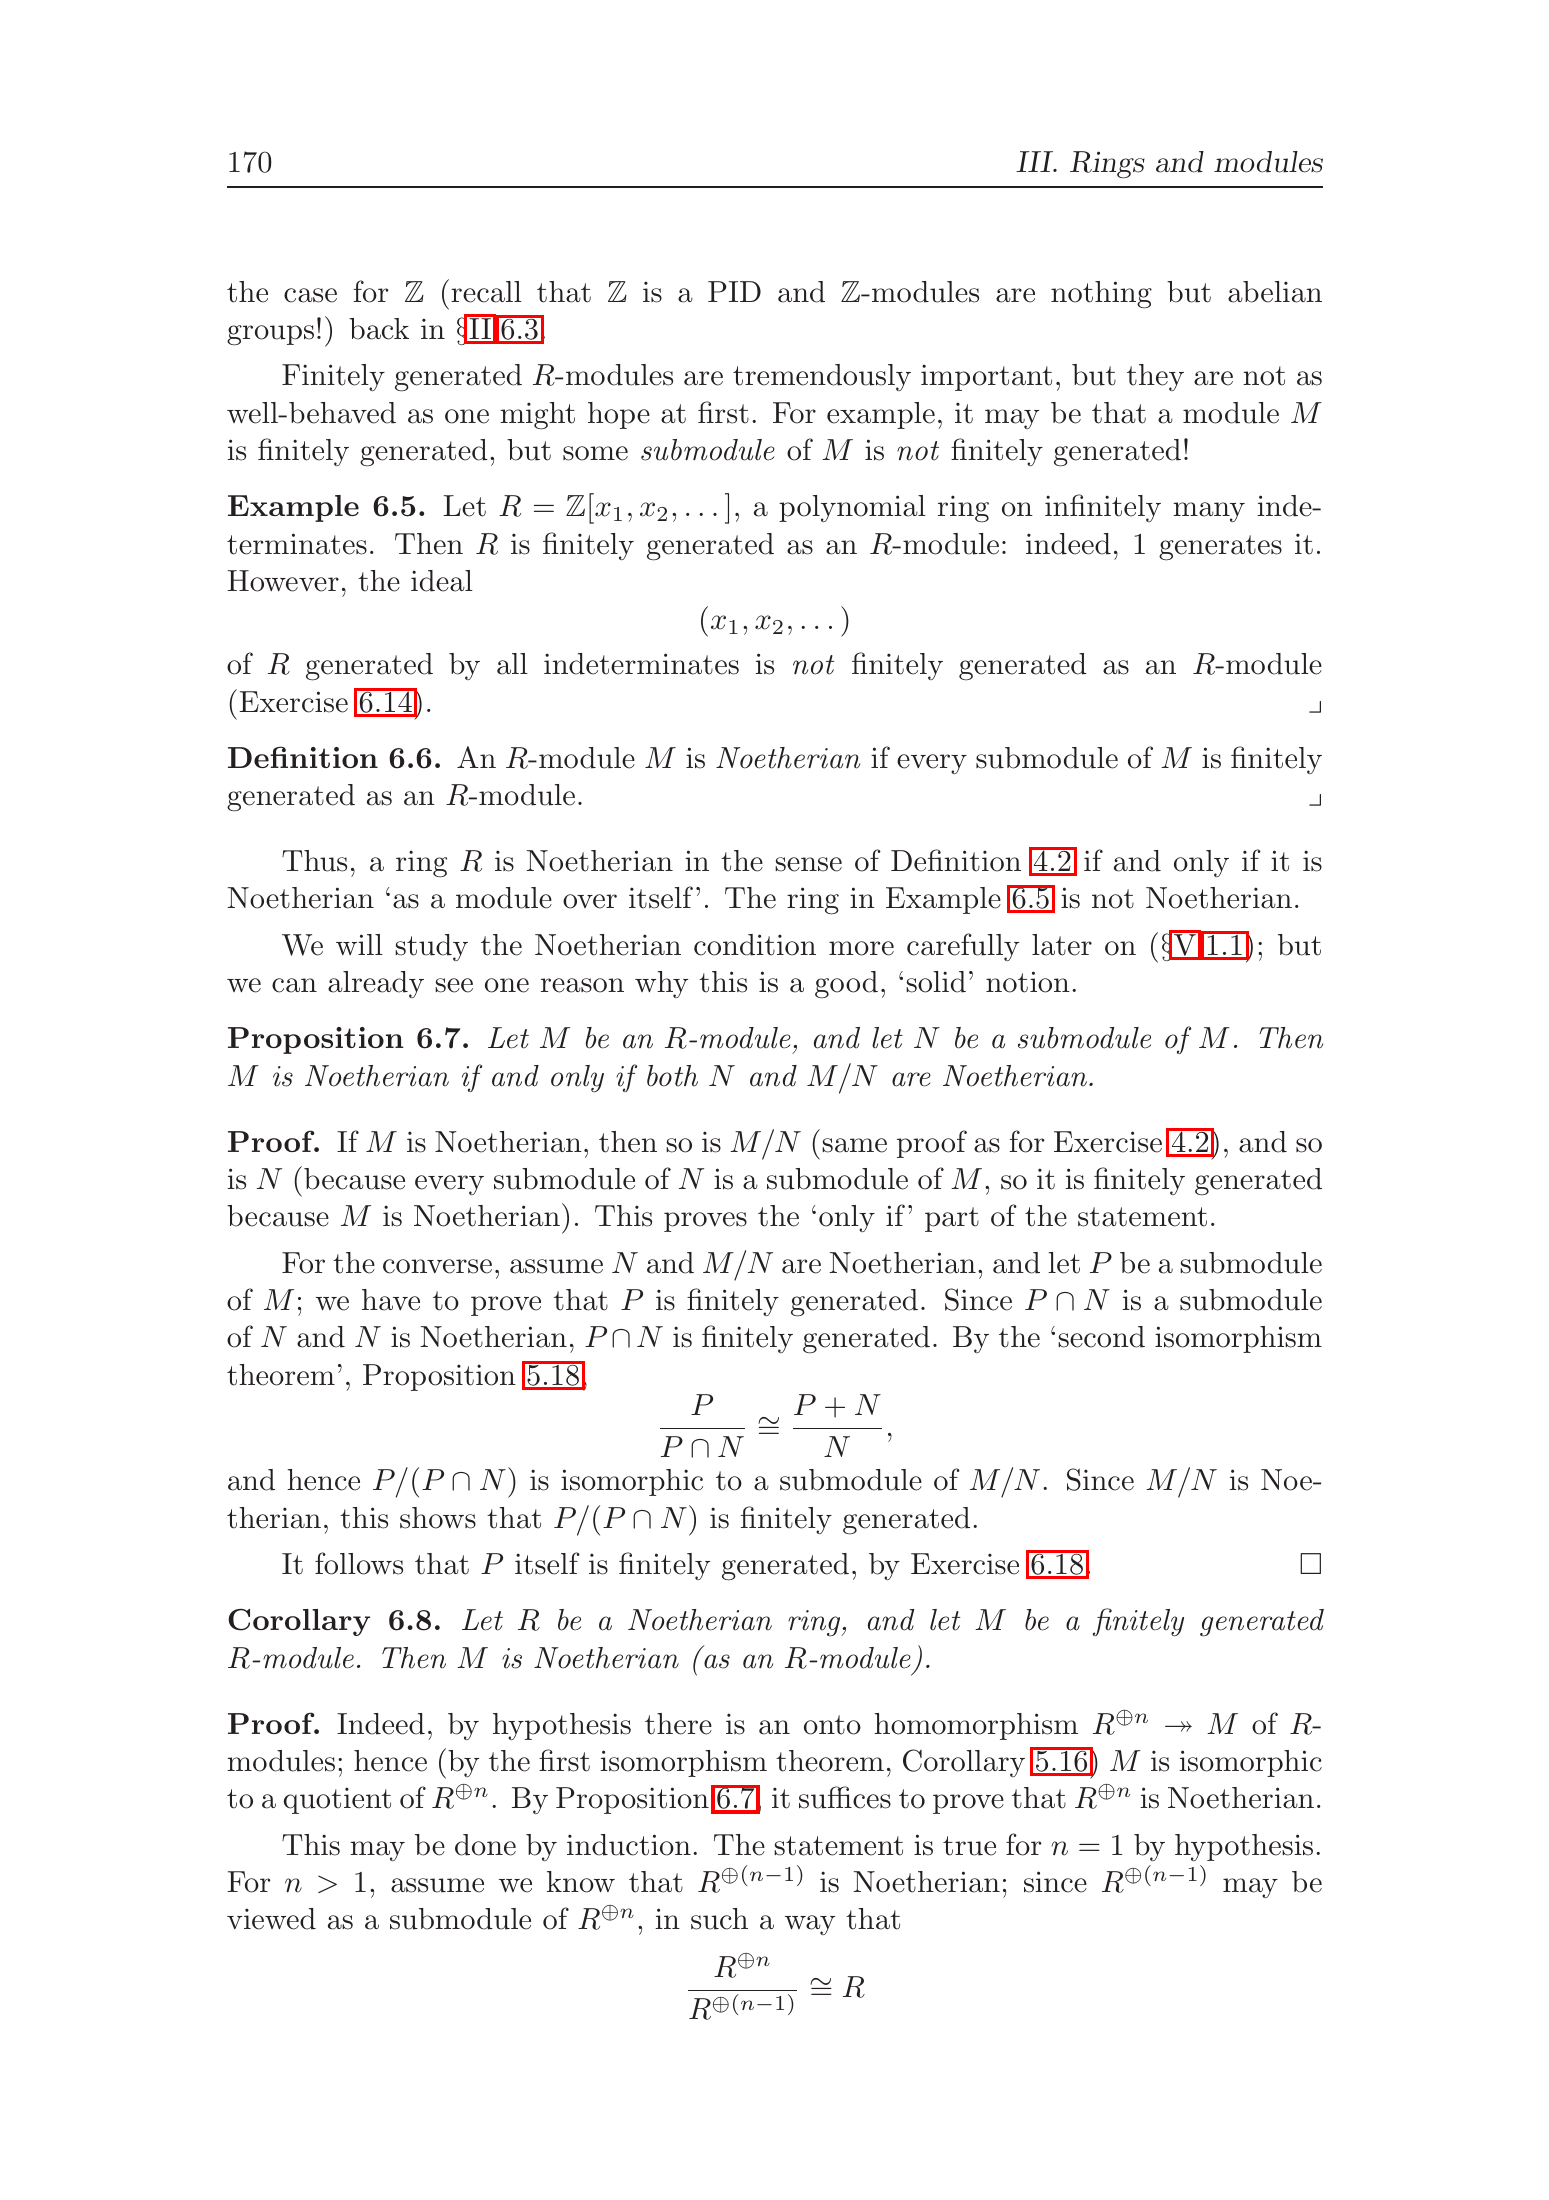 170 III. Rings and modules
the case for ℤ (recall that ℤ is a PID and ℤ-modules are nothing but abelian
groups!) back in §II.6.3.
Finitely generated R-modules are tremendously important, but they are not as
well-behaved as one might hope at first. For example, it may be that a module M
is finitely generated, but some submodule of M is not finitely generated!
Example 6.5. Let R = ℤ[x₁, x₂, . . . ], a polynomial ring on infinitely many inde-
terminates. Then R is finitely generated as an R-module: indeed, 1 generates it.
However, the ideal
(x₁, x₂, . . . )
of R generated by all indeterminates is not finitely generated as an R-module
(Exercise 6.14). ⌟
Definition 6.6. An R-module M is Noetherian if every submodule of M is finitely
generated as an R-module. ⌟
Thus, a ring R is Noetherian in the sense of Definition 4.2 if and only if it is
Noetherian ‘as a module over itself’. The ring in Example 6.5 is not Noetherian.
We will study the Noetherian condition more carefully later on (§V.1.1); but
we can already see one reason why this is a good, ‘solid’ notion.
Proposition 6.7. Let M be an R-module, and let N be a submodule of M. Then
M is Noetherian if and only if both N and M/N are Noetherian.
Proof. If M is Noetherian, then so is M/N (same proof as for Exercise 4.2), and so
is N (because every submodule of N is a submodule of M, so it is finitely generated
because M is Noetherian). This proves the ‘only if’ part of the statement.
For the converse, assume N and M/N are Noetherian, and let P be a submodule
of M; we have to prove that P is finitely generated. Since P ∩ N is a submodule
of N and N is Noetherian, P ∩ N is finitely generated. By the ‘second isomorphism
theorem’, Proposition 5.18,
P/(P ∩ N) ≅ (P + N)/N,
and hence P/(P ∩ N) is isomorphic to a submodule of M/N. Since M/N is Noe-
therian, this shows that P/(P ∩ N) is finitely generated.
It follows that P itself is finitely generated, by Exercise 6.18. □
Corollary 6.8. Let R be a Noetherian ring, and let M be a finitely generated
R-module. Then M is Noetherian (as an R-module).
Proof. Indeed, by hypothesis there is an onto homomorphism R^⊕n ↠ M of R-
modules; hence (by the first isomorphism theorem, Corollary 5.16) M is isomorphic
to a quotient of R^⊕n. By Proposition 6.7, it suffices to prove that R^⊕n is Noetherian.
This may be done by induction. The statement is true for n = 1 by hypothesis.
For n > 1, assume we know that R^⊕(n−1) is Noetherian; since R^⊕(n−1) may be
viewed as a submodule of R^⊕n, in such a way that
R^⊕n/R^⊕(n−1) ≅ R